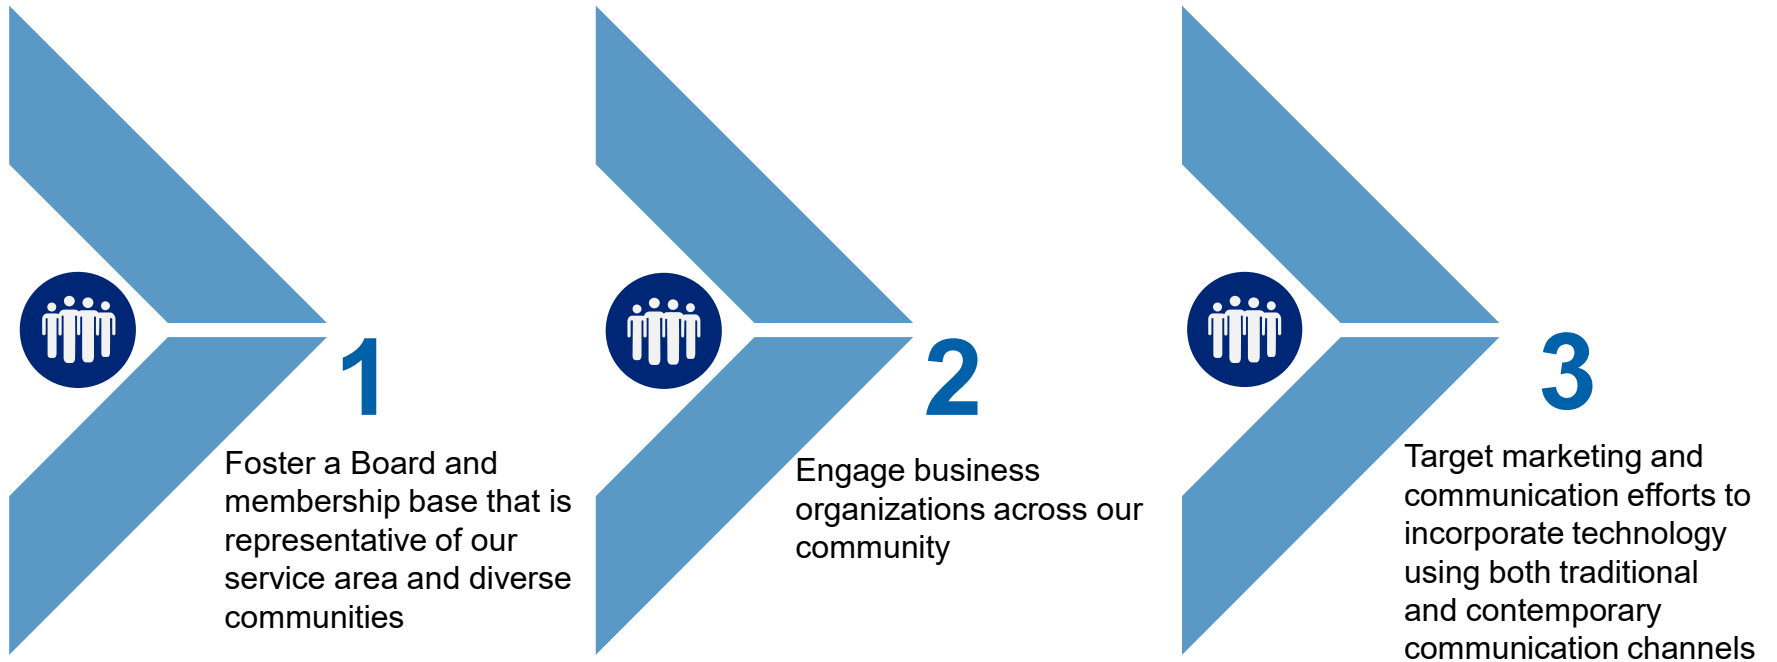 1
Foster a Board and
membership base that is
representative of our
service area and diverse
communities
2
Engage business
organizations across our
community
3
Target marketing and
communication efforts to
incorporate technology
using both traditional
and contemporary
communication channels